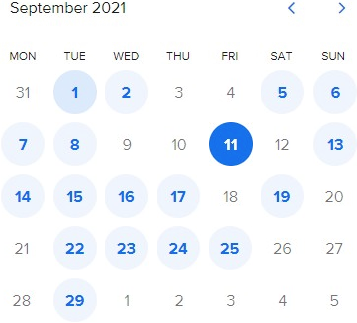 September 2021
MON TUE WED THU FRI SAT SUN
31 1 2 3 4 5 6
7 8 9 10 11 12 13
14 15 16 17 18 19 20
21 22 23 24 25 26 27
28 29 1 2 3 4 5